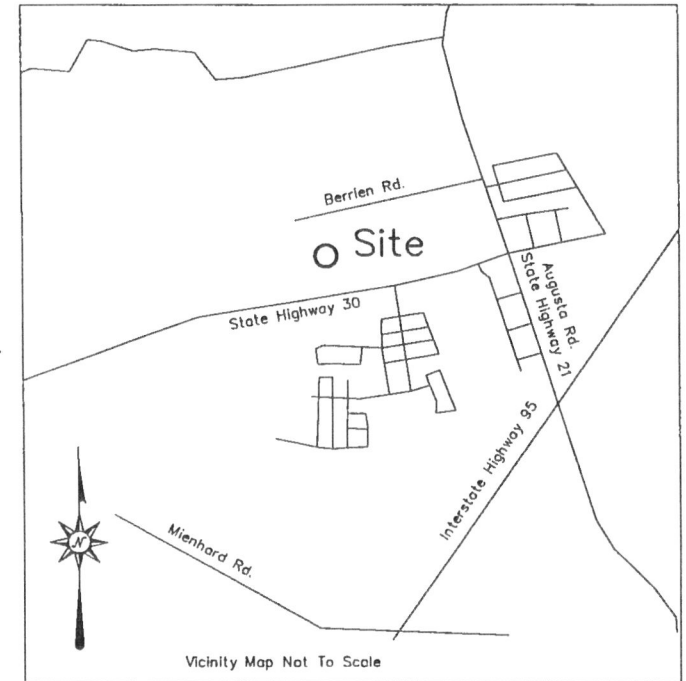 Berrien Rd.
Site
State Highway 30
Augusta Rd.
State Highway 21
Interstate Highway 95
N
Mienhard Rd.
Vicinity Map Not To Scale